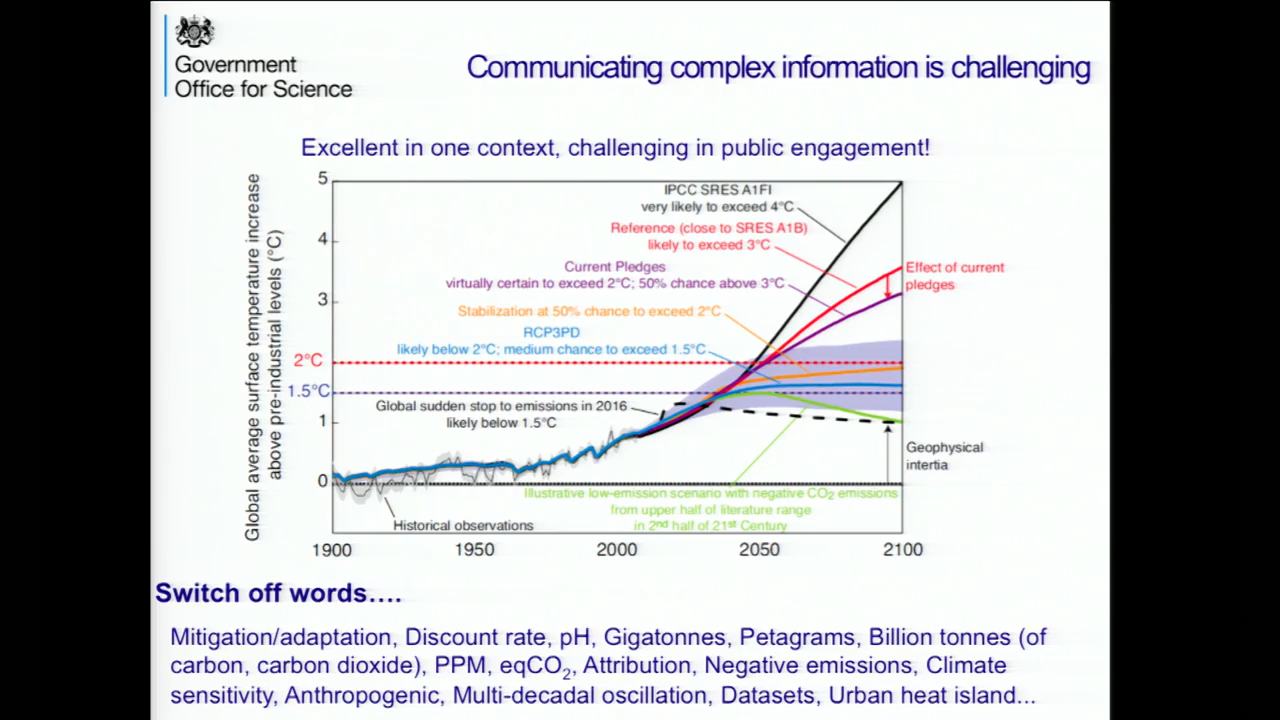 Government
Office for Science
Communicating complex information is challenging
Excellent in one context, challenging in public engagement!
Global average surface temperature increase
above pre-industrial levels (°C)
5
4
3
2°C
1.5°C
1
0
IPCC SRES A1FI
very likely to exceed 4°C
Reference (close to SRES A1B)
likely to exceed 3°C
Current Pledges
virtually certain to exceed 2°C; 50% chance above 3°C
Stabilization at 50% chance to exceed 2°C
RCP3PD
likely below 2°C; medium chance to exceed 1.5°C
Global sudden stop to emissions in 2016
likely below 1.5°C
Effect of current
pledges
Geophysical
inertia
Illustrative low-emission scenario with negative CO2 emissions
from upper half of literature range
in 2nd half of 21st Century
Historical observations
1900
1950
2000
2050
2100
Switch off words….
Mitigation/adaptation, Discount rate, pH, Gigatonnes, Petagrams, Billion tonnes (of
carbon, carbon dioxide), PPM, eqCO2, Attribution, Negative emissions, Climate
sensitivity, Anthropogenic, Multi-decadal oscillation, Datasets, Urban heat island...